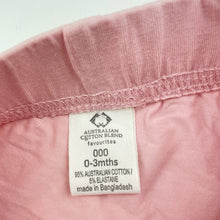 AUSTRALIAN
COTTON BLEND
favourites
000
0-3mths
95% AUSTRALIAN COTTON /
5% ELASTANE
made in Bangladesh